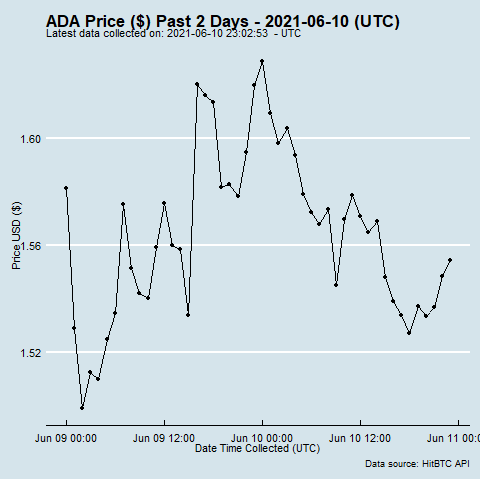 ADA Price ($) Past 2 Days - 2021-06-10 (UTC)
Latest data collected on: 2021-06-10 23:02:53 - UTC
1.60
1.56
1.52
Price USD ($)
Jun 09 00:00 Jun 09 12:00 Jun 10 00:00 Jun 10 12:00 Jun 11 00:00
Date Time Collected (UTC)
Data source: HitBTC API